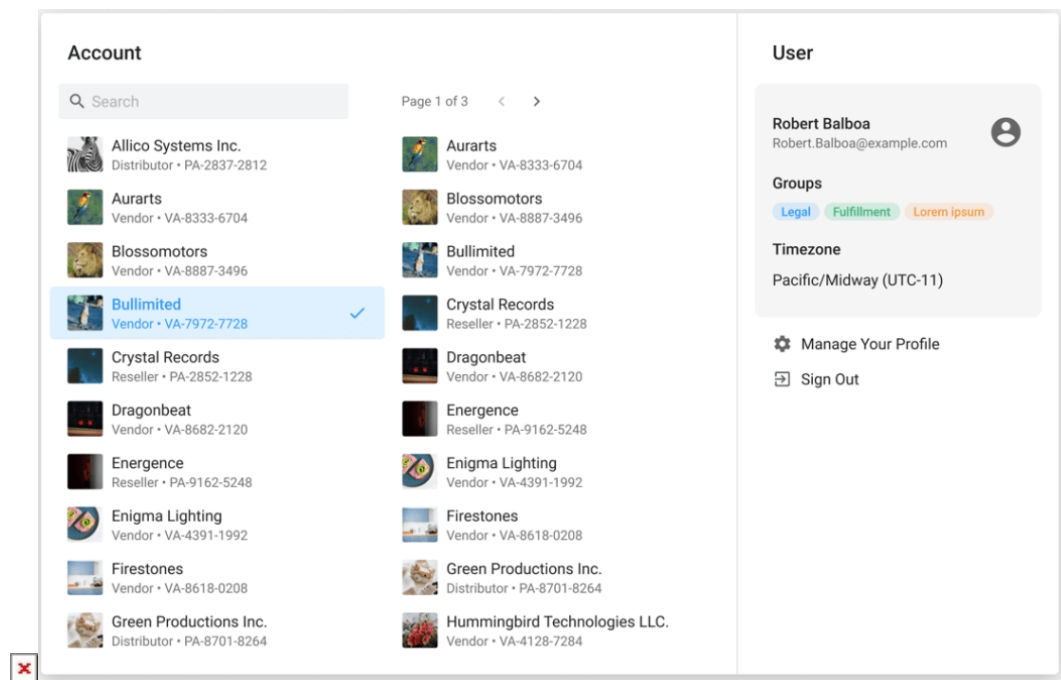 Account
Search
Page 1 of 3
Allico Systems Inc.
Distributor • PA-2837-2812
Aurarts
Vendor • VA-8333-6704
Blossomotors
Vendor • VA-8887-3496
Bullimited
Vendor • VA-7972-7728
Crystal Records
Reseller • PA-2852-1228
Dragonbeat
Vendor • VA-8682-2120
Energence
Reseller • PA-9162-5248
Enigma Lighting
Vendor • VA-4391-1992
Firestones
Vendor • VA-8618-0208
Green Productions Inc.
Distributor • PA-8701-8264
Aurarts
Vendor • VA-8333-6704
Blossomotors
Vendor • VA-8887-3496
Bullimited
Vendor • VA-7972-7728
Crystal Records
Reseller • PA-2852-1228
Dragonbeat
Vendor • VA-8682-2120
Energence
Reseller • PA-9162-5248
Enigma Lighting
Vendor • VA-4391-1992
Firestones
Vendor • VA-8618-0208
Green Productions Inc.
Distributor • PA-8701-8264
Hummingbird Technologies LLC.
Vendor • VA-4128-7284
User
Robert Balboa
Robert.Balboa@example.com
Groups
Legal Fulfillment Lorem ipsum
Timezone
Pacific/Midway (UTC-11)
Manage Your Profile
Sign Out